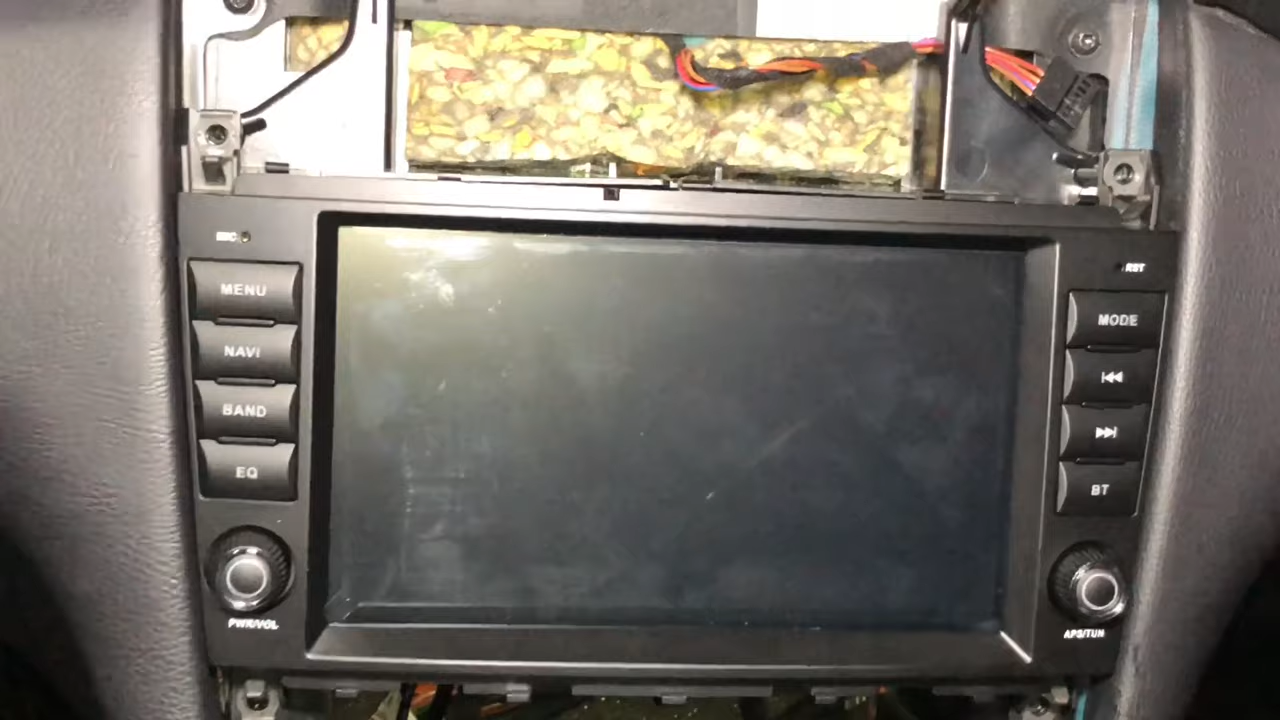 MIC
MENU
NAVI
BAND
EQ
PWR/VOL
RST
MODE
BT
APS/TUN